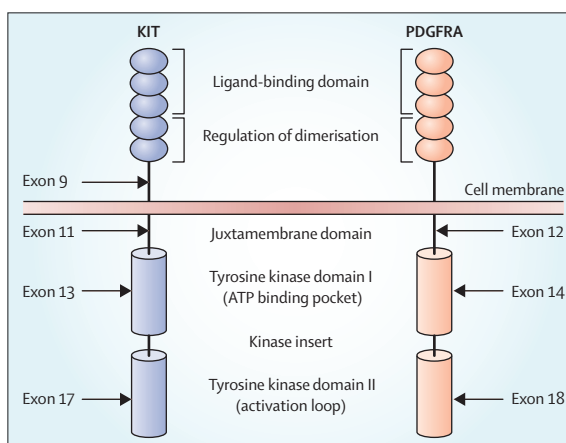 KIT
PDGFRA
Ligand-binding domain
Regulation of dimerisation
Exon 9
Cell membrane
Exon 11
Juxtamembrane domain
Exon 12
Tyrosine kinase domain I
(ATP binding pocket)
Exon 13
Exon 14
Kinase insert
Tyrosine kinase domain II
(activation loop)
Exon 17
Exon 18